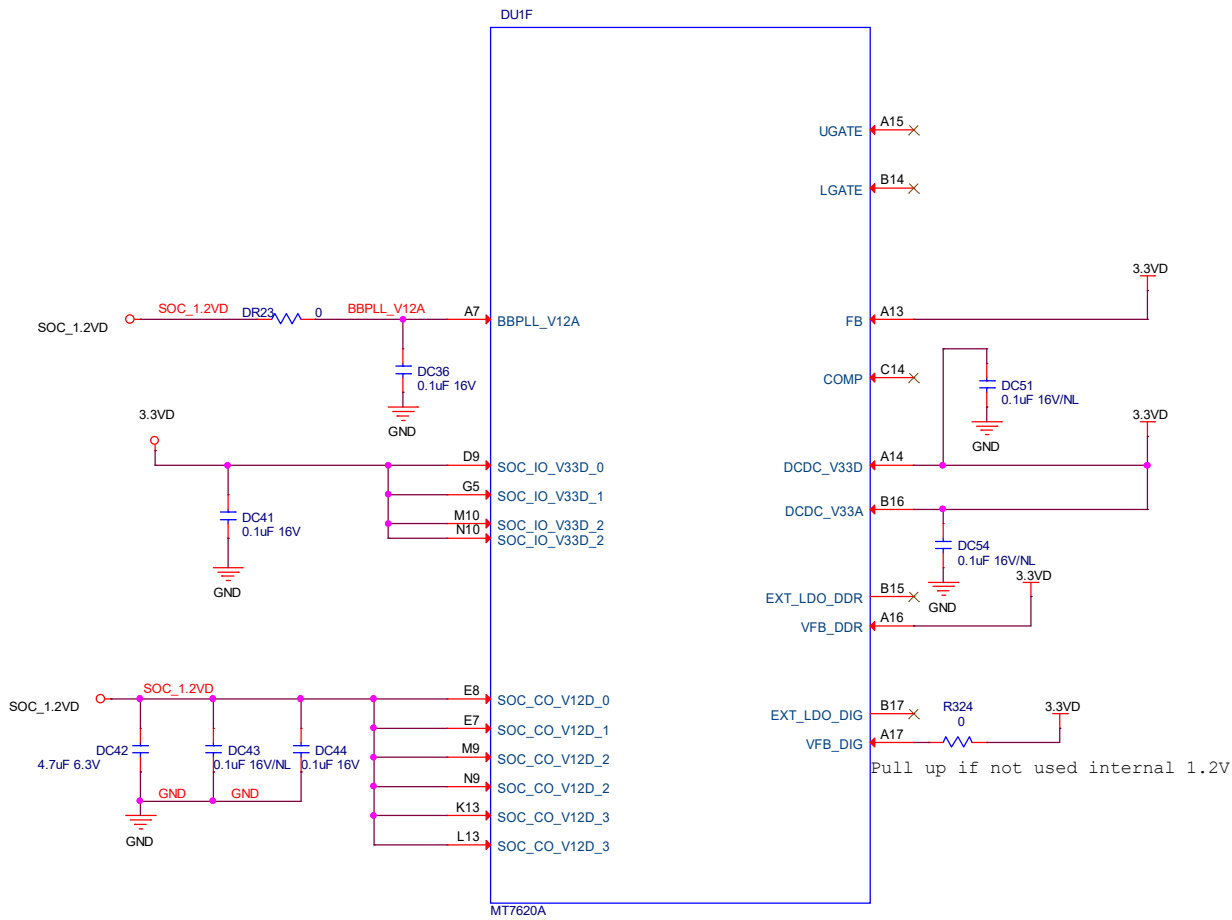 DU1F
A15
UGATE
B14
LGATE
3.3VD
SOC_1.2VD
SOC_1.2VD
DR23
0
BBPLL_V12A
A7
BBPLL_V12A
A13
FB
DC36
0.1uF 16V
GND
C14
COMP
DC51
0.1uF 16V/NL
GND
3.3VD
3.3VD
D9
SOC_IO_V33D_0
G5
SOC_IO_V33D_1
M10
SOC_IO_V33D_2
N10
SOC_IO_V33D_2
DC41
0.1uF 16V
GND
A14
DCDC_V33D
B16
DCDC_V33A
DC54
0.1uF 16V/NL
GND
3.3VD
B15
EXT_LDO_DDR
A16
VFB_DDR
SOC_1.2VD
SOC_1.2VD
E8
SOC_CO_V12D_0
E7
SOC_CO_V12D_1
M9
SOC_CO_V12D_2
N9
SOC_CO_V12D_2
K13
SOC_CO_V12D_3
L13
SOC_CO_V12D_3
DC42
4.7uF 6.3V
DC43
0.1uF 16V/NL
DC44
0.1uF 16V
GND
GND
GND
B17
EXT_LDO_DIG
A17
VFB_DIG
R324
0
3.3VD
Pull up if not used internal 1.2V
MT7620A